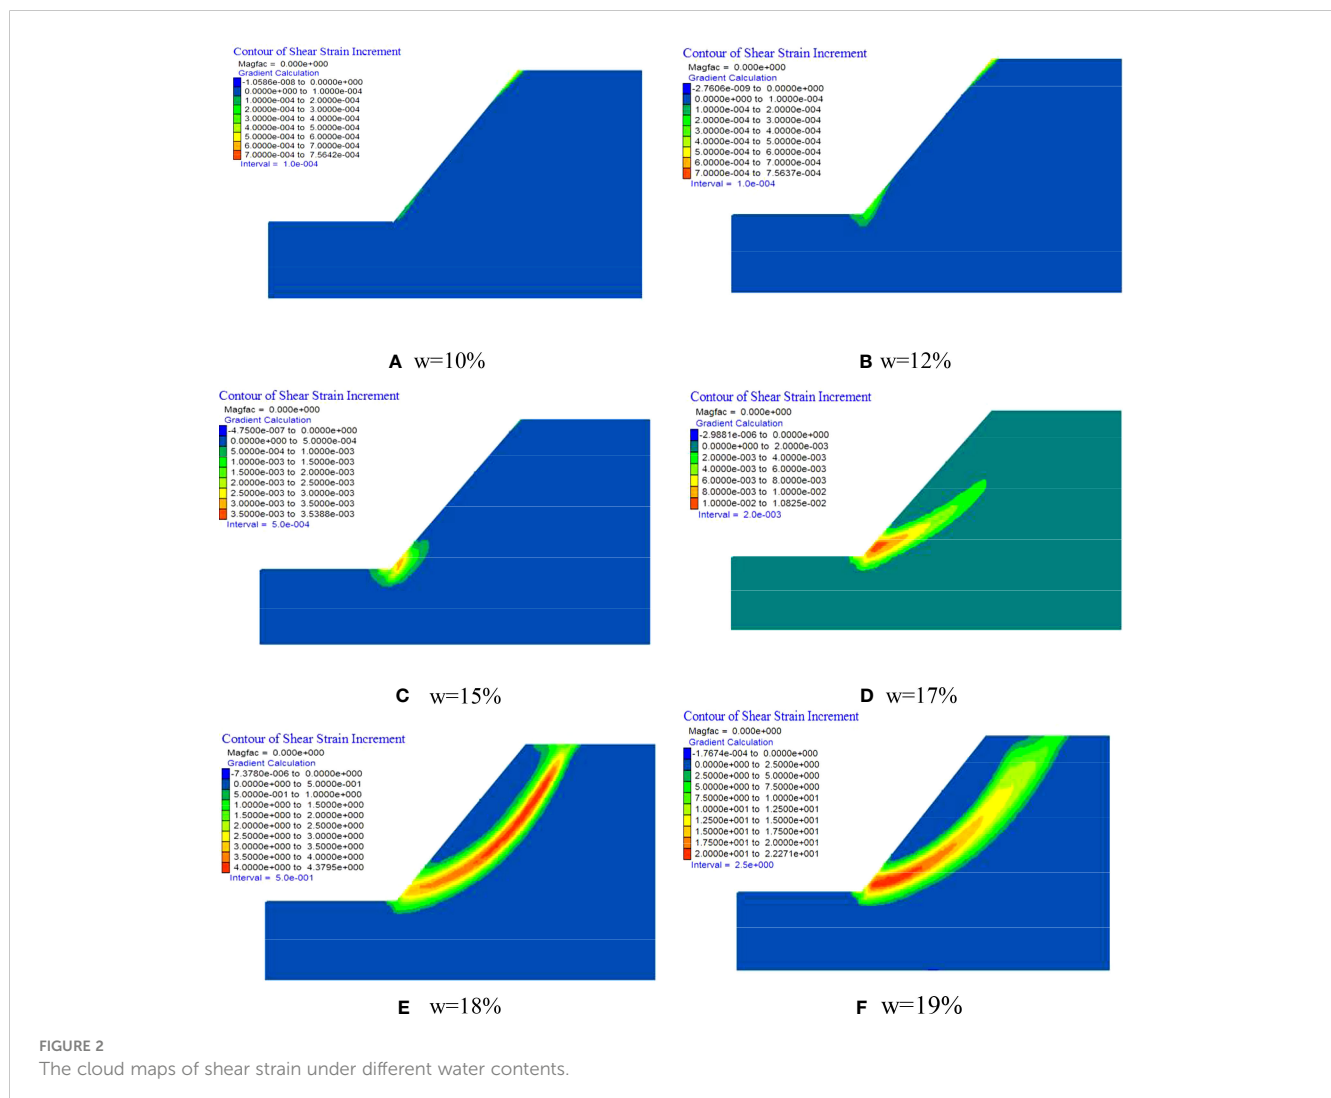 Contour of Shear Strain Increment
Magfac = 0.000e+000
Gradient Calculation
-1.0586e-008 to 0.0000e+000
0.0000e+000 to 1.0000e-004
1.0000e-004 to 2.0000e-004
2.0000e-004 to 3.0000e-004
3.0000e-004 to 4.0000e-004
4.0000e-004 to 5.0000e-004
5.0000e-004 to 6.0000e-004
6.0000e-004 to 7.0000e-004
7.0000e-004 to 7.5642e-004
Interval = 1.0e-004
A w=10%
Contour of Shear Strain Increment
Magfac = 0.000e+000
Gradient Calculation
-2.7606e-009 to 0.0000e+000
0.0000e+000 to 1.0000e-004
1.0000e-004 to 2.0000e-004
2.0000e-004 to 3.0000e-004
3.0000e-004 to 4.0000e-004
4.0000e-004 to 5.0000e-004
5.0000e-004 to 6.0000e-004
6.0000e-004 to 7.0000e-004
7.0000e-004 to 7.5637e-004
Interval = 1.0e-004
B w=12%
Contour of Shear Strain Increment
Magfac = 0.000e+000
Gradient Calculation
-4.7500e-007 to 0.0000e+000
0.0000e+000 to 5.0000e-004
5.0000e-004 to 1.0000e-003
1.0000e-003 to 1.5000e-003
1.5000e-003 to 2.0000e-003
2.0000e-003 to 2.5000e-003
2.5000e-003 to 3.0000e-003
3.0000e-003 to 3.5000e-003
3.5000e-003 to 3.5388e-003
Interval = 5.0e-004
C w=15%
Contour of Shear Strain Increment
Magfac = 0.000e+000
Gradient Calculation
-2.9881e-006 to 0.0000e+000
0.0000e+000 to 2.0000e-003
2.0000e-003 to 4.0000e-003
4.0000e-003 to 6.0000e-003
6.0000e-003 to 8.0000e-003
8.0000e-003 to 1.0000e-002
1.0000e-002 to 1.0825e-002
Interval = 2.0e-003
D w=17%
Contour of Shear Strain Increment
Magfac = 0.000e+000
Gradient Calculation
-7.3780e-006 to 0.0000e+000
0.0000e+000 to 5.0000e-001
5.0000e-001 to 1.0000e+000
1.0000e+000 to 1.5000e+000
1.5000e+000 to 2.0000e+000
2.0000e+000 to 2.5000e+000
2.5000e+000 to 3.0000e+000
3.0000e+000 to 3.5000e+000
3.5000e+000 to 4.0000e+000
4.0000e+000 to 4.3795e+000
Interval = 5.0e-001
E w=18%
Contour of Shear Strain Increment
Magfac = 0.000e+000
Gradient Calculation
-1.7674e-004 to 0.0000e+000
0.0000e+000 to 2.5000e+000
2.5000e+000 to 5.0000e+000
5.0000e+000 to 7.5000e+000
7.5000e+000 to 1.0000e+001
1.0000e+001 to 1.2500e+001
1.2500e+001 to 1.5000e+001
1.5000e+001 to 1.7500e+001
1.7500e+001 to 2.0000e+001
2.0000e+001 to 2.2271e+001
Interval = 2.5e+000
F w=19%
FIGURE 2
The cloud maps of shear strain under different water contents.